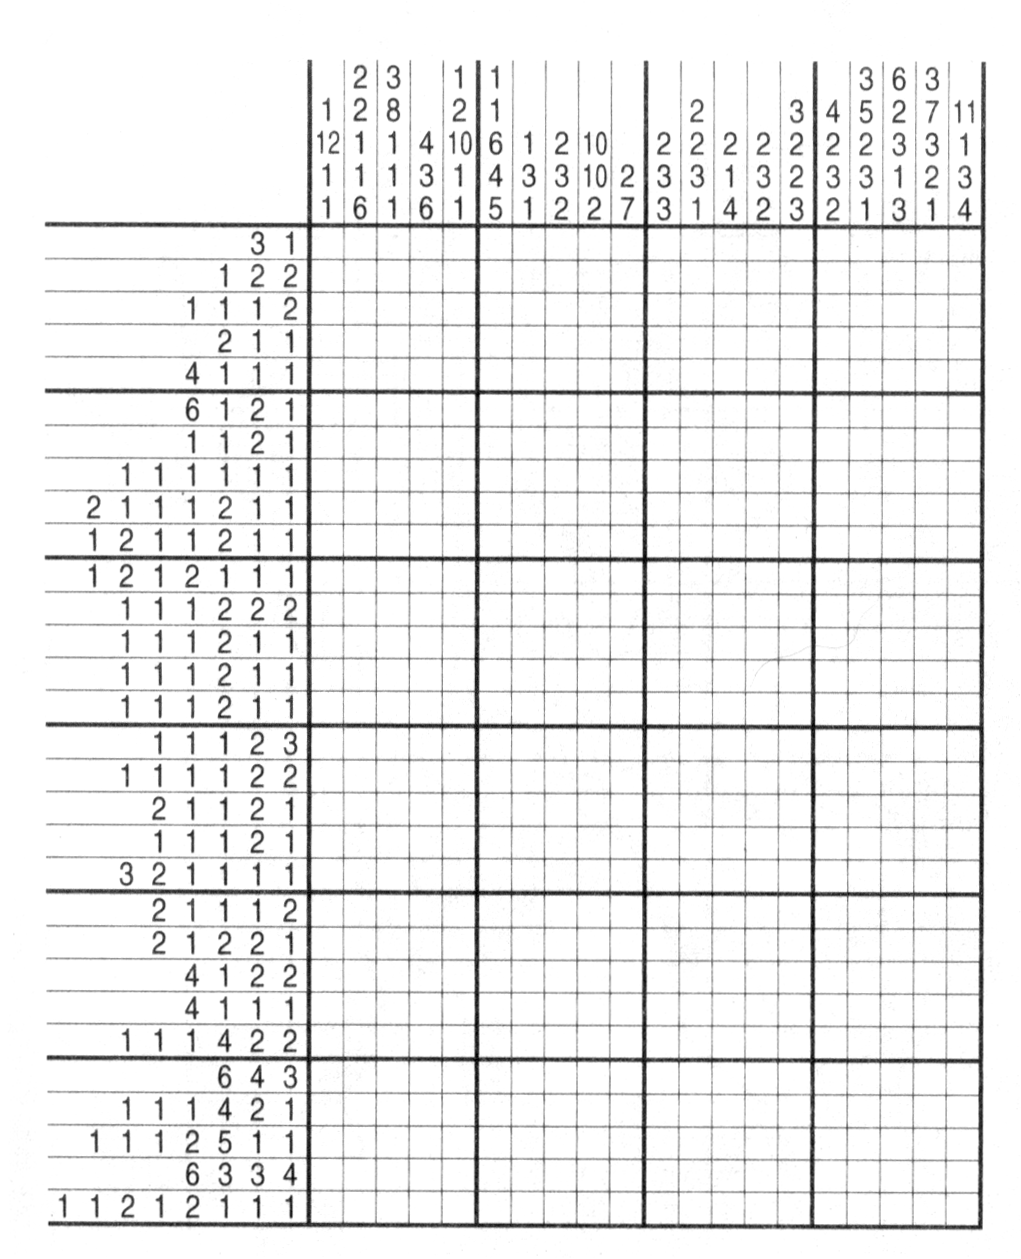 2 3 1 1 3 6 3
1 2 8 2 1 2 3 4 5 2 7 11
12 1 1 4 10 6 1 2 10 2 2 2 2 2 2 2 3 3 1
1 1 1 3 1 4 3 3 10 2 3 3 1 3 2 3 3 1 2 3
1 6 1 6 1 5 1 2 2 7 3 1 4 2 3 2 1 3 1 4
3 1
1 2 2
1 1 1 2
2 1 1
4 1 1 1
6 1 2 1
1 1 2 1
1 1 1 1 1 1
2 1 1 1 2 1 1
1 2 1 1 2 1 1
1 2 1 2 1 1 1
1 1 1 2 2 2
1 1 1 2 1 1
1 1 1 2 1 1
1 1 1 2 1 1
1 1 1 2 3
1 1 1 1 2 2
2 1 1 2 1
1 1 1 2 1
3 2 1 1 1 1
2 1 1 1 2
2 1 2 2 1
4 1 2 2
4 1 1 1
1 1 1 4 2 2
6 4 3
1 1 1 4 2 1
1 1 1 2 5 1 1
6 3 3 4
1 1 2 1 2 1 1 1